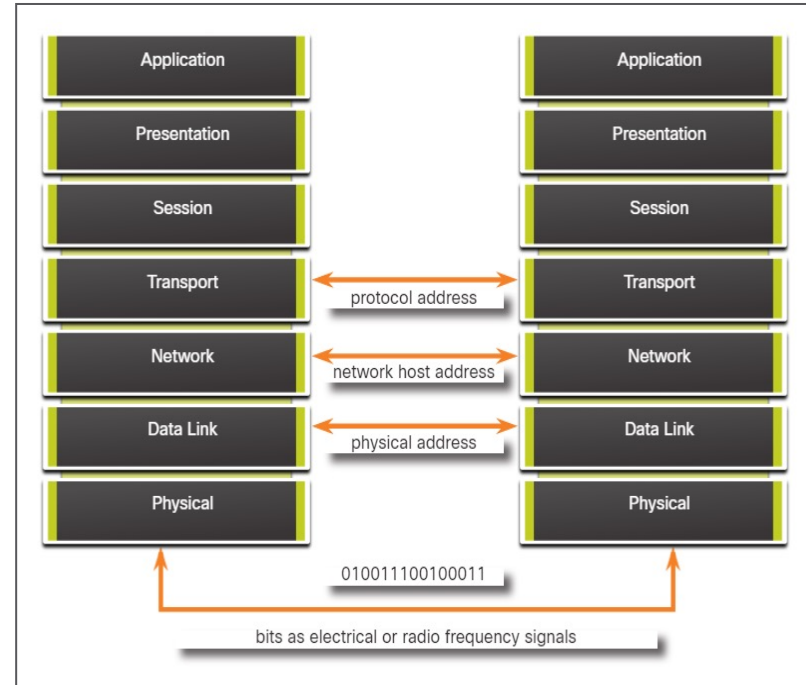 Application
Application
Presentation
Presentation
Session
Session
Transport
protocol address
Transport
Network
network host address
Network
Data Link
physical address
Data Link
Physical
Physical
010011100100011
bits as electrical or radio frequency signals